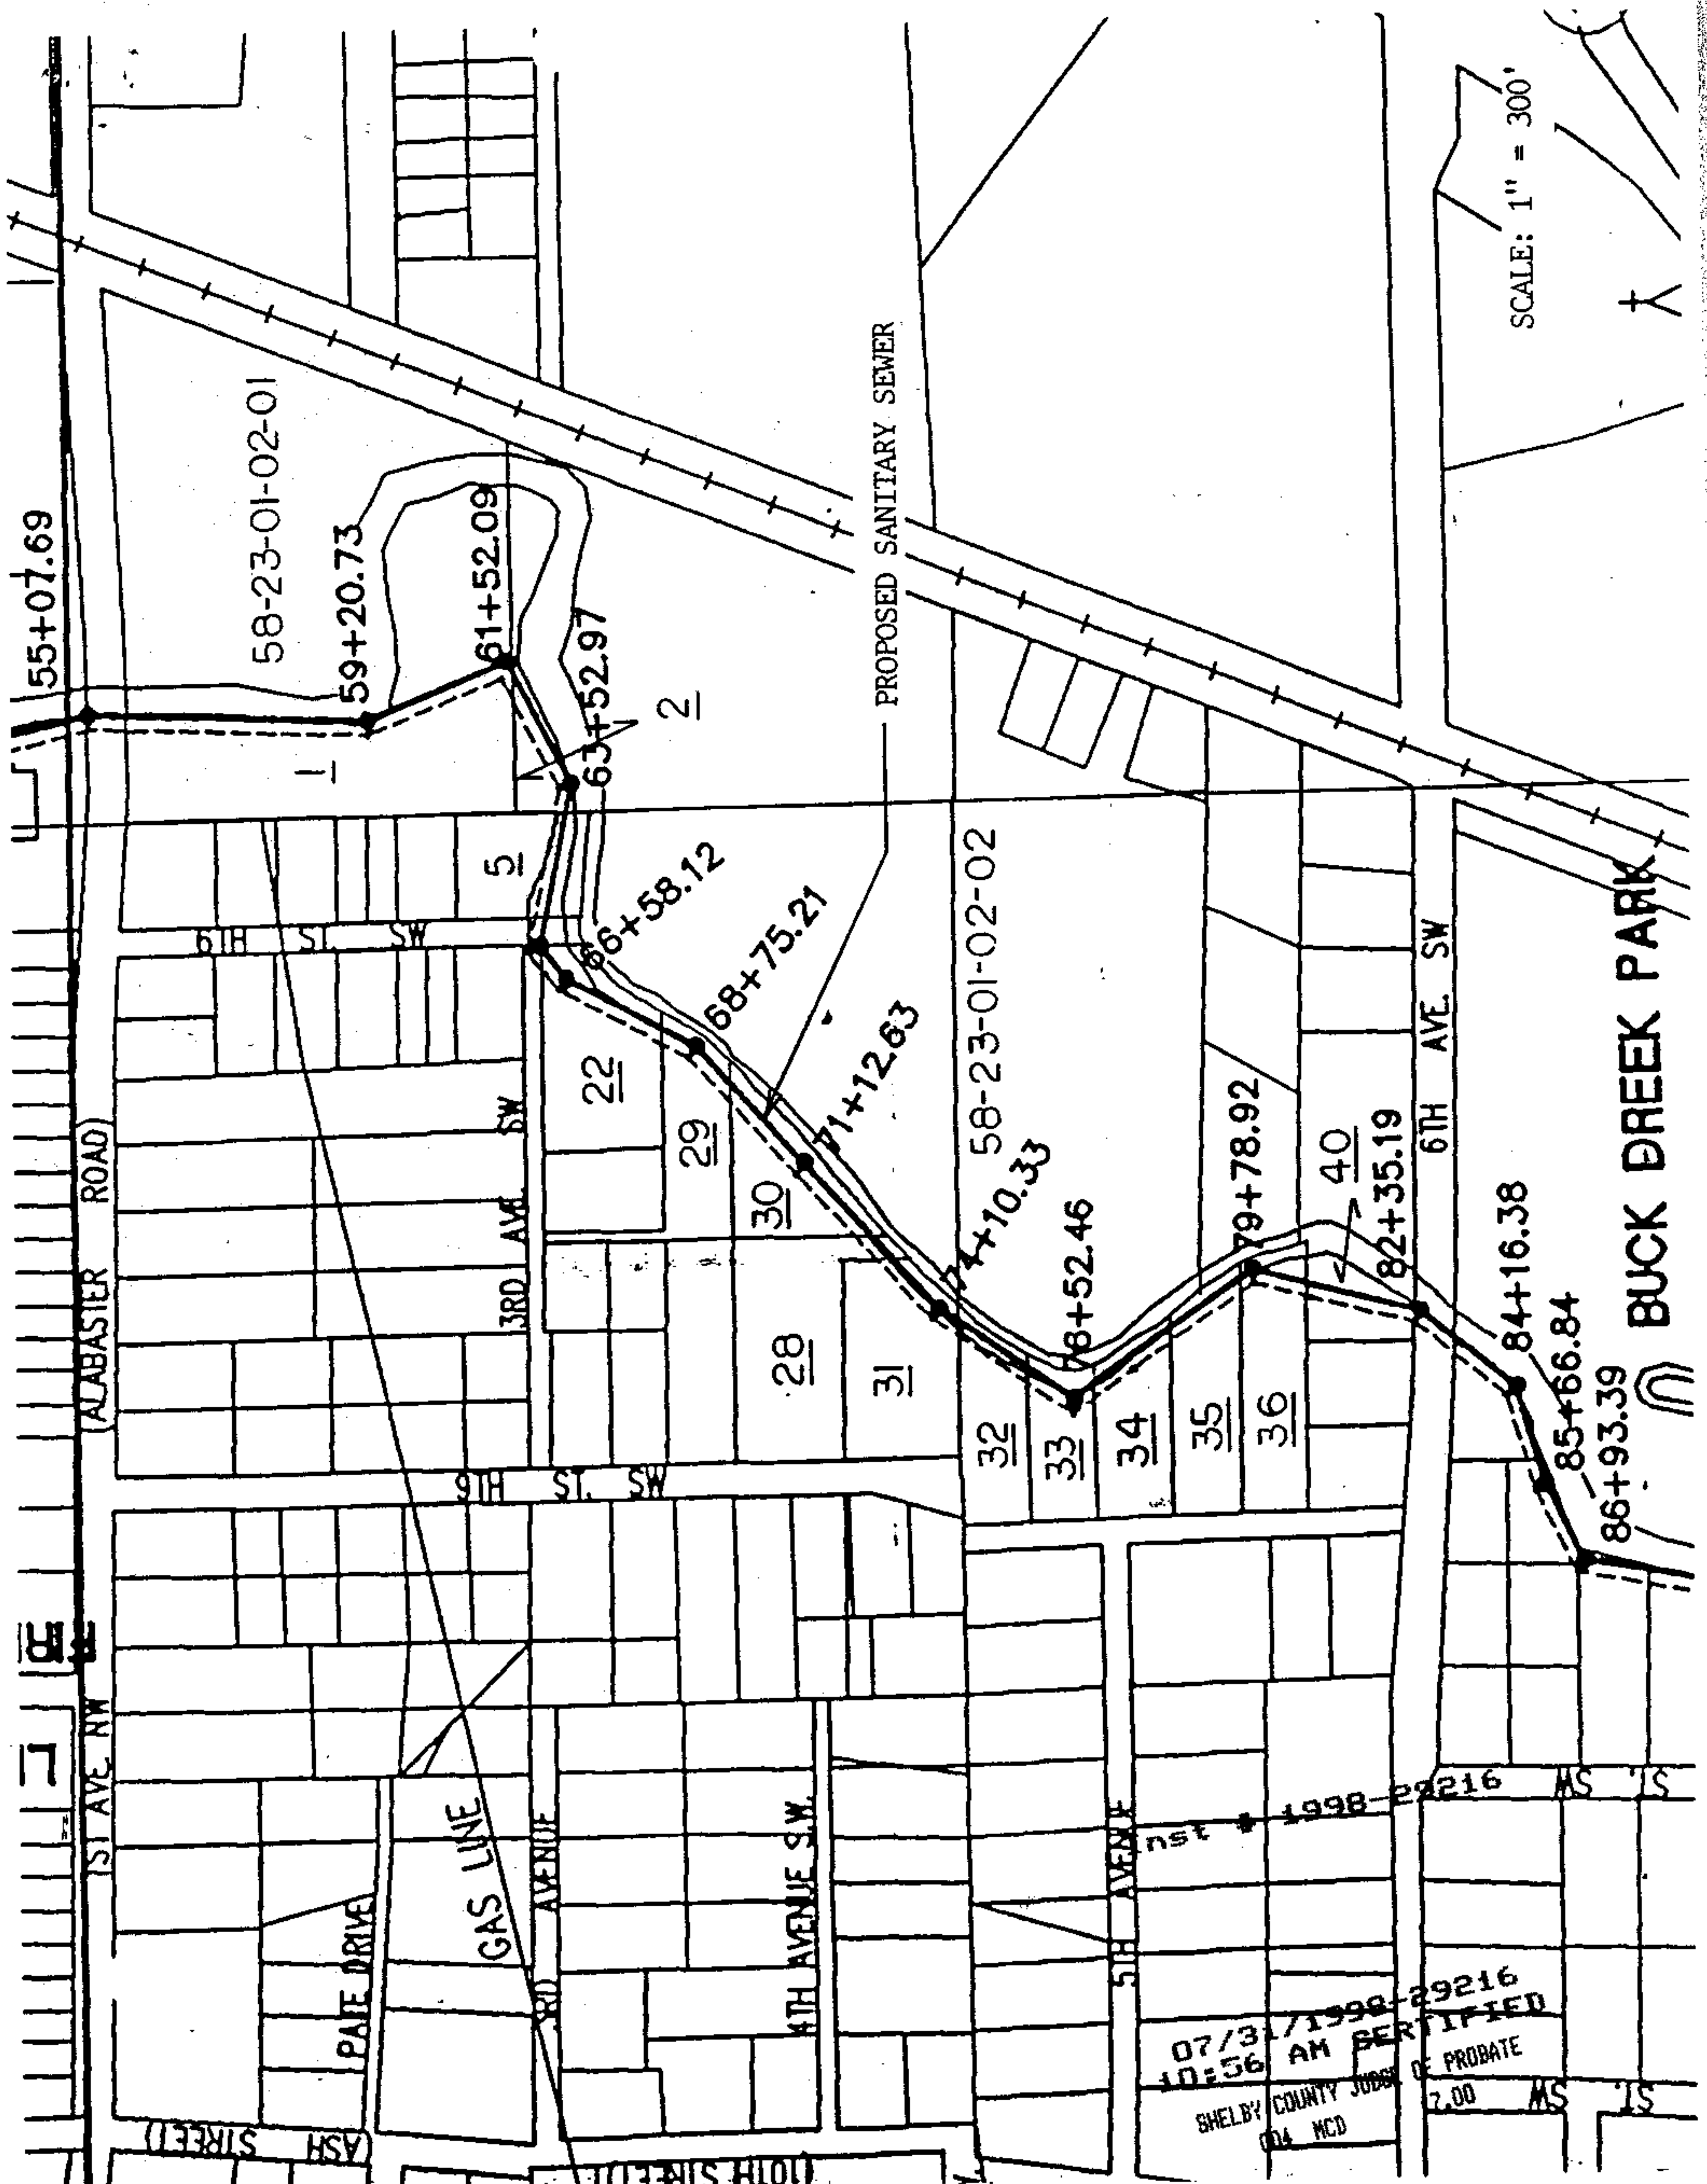 55+07.69
58-23-01-02-01
59+20.73
61+52.09
63+52.97
1
2
5
6TH ST. SW
66+58.12
68+75.21
71+12.63
74+10.33
PROPOSED SANITARY SEWER
58-23-01-02-02
22
29
30
28
31
32
33
34
35
36
40
78+52.46
79+78.92
82+35.19
84+16.38
85+66.84
86+93.39
6TH AVE SW
BUCK DREEK PARK
SCALE: 1" = 300'
(ALABASTER ROAD)
1ST AVE NW
3RD AVE. SW
9TH ST. SW
GAS LINE
PATE DRIVE
3RD AVENUE
4TH AVENUE S.W.
5TH AVENUE
(ASH STREET)
(10TH STREET)
ST. SW
ST. SW
Inst # 1998-29216
07/31/1998-29216
10:56 AM CERTIFIED
SHELBY COUNTY JUDGE OF PROBATE
004 MCD